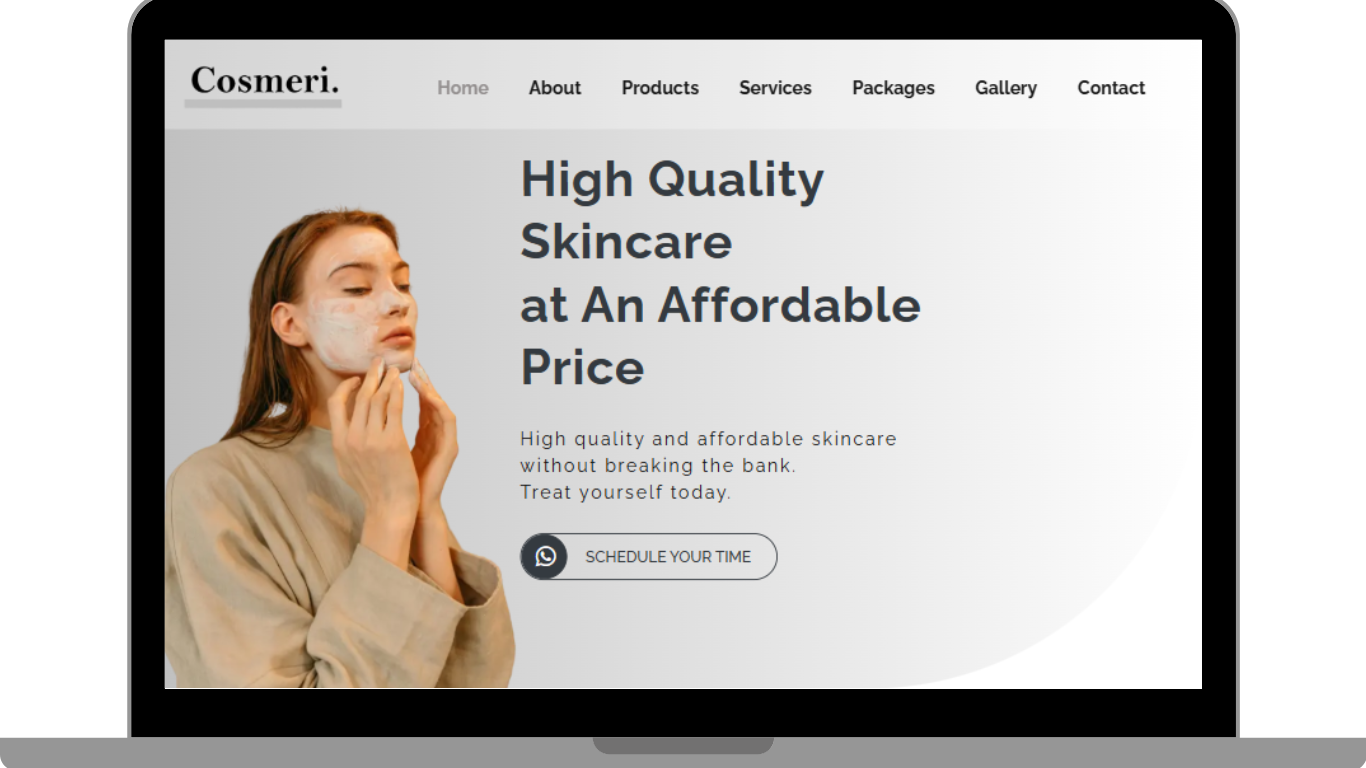 Cosmeri.
Home About Products Services Packages Gallery Contact
High Quality
Skincare
at An Affordable
Price
High quality and affordable skincare
without breaking the bank.
Treat yourself today.
SCHEDULE YOUR TIME